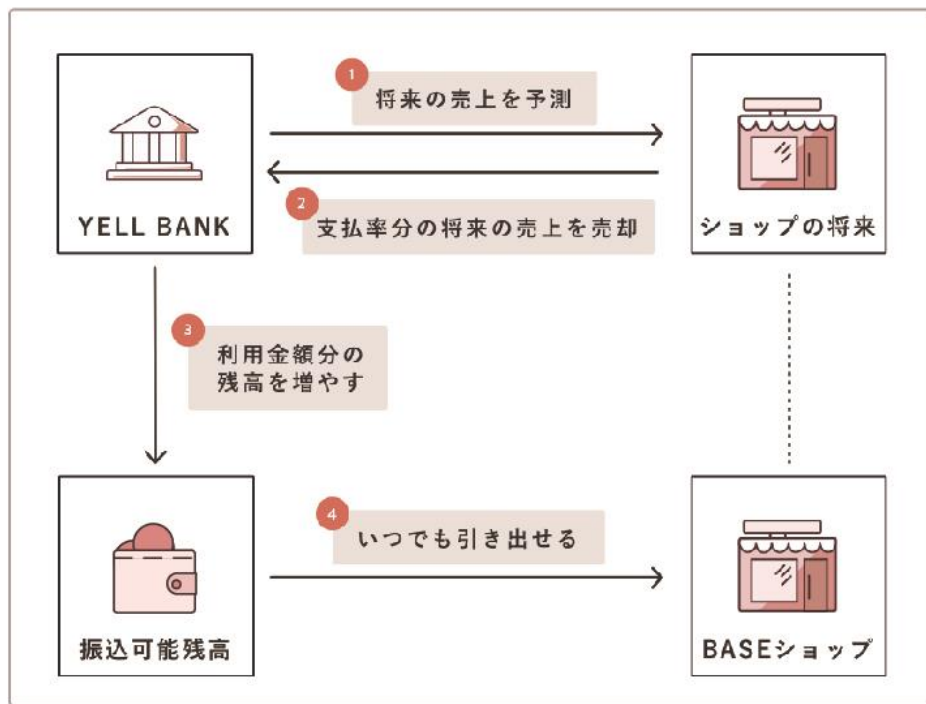 1
将来の売上を予測
YELL BANK
2
支払率分の将来の売上を売却
ショップの将来
3
利用金額分の
残高を増やす
4
いつでも引き出せる
振込可能残高
BASEショップ